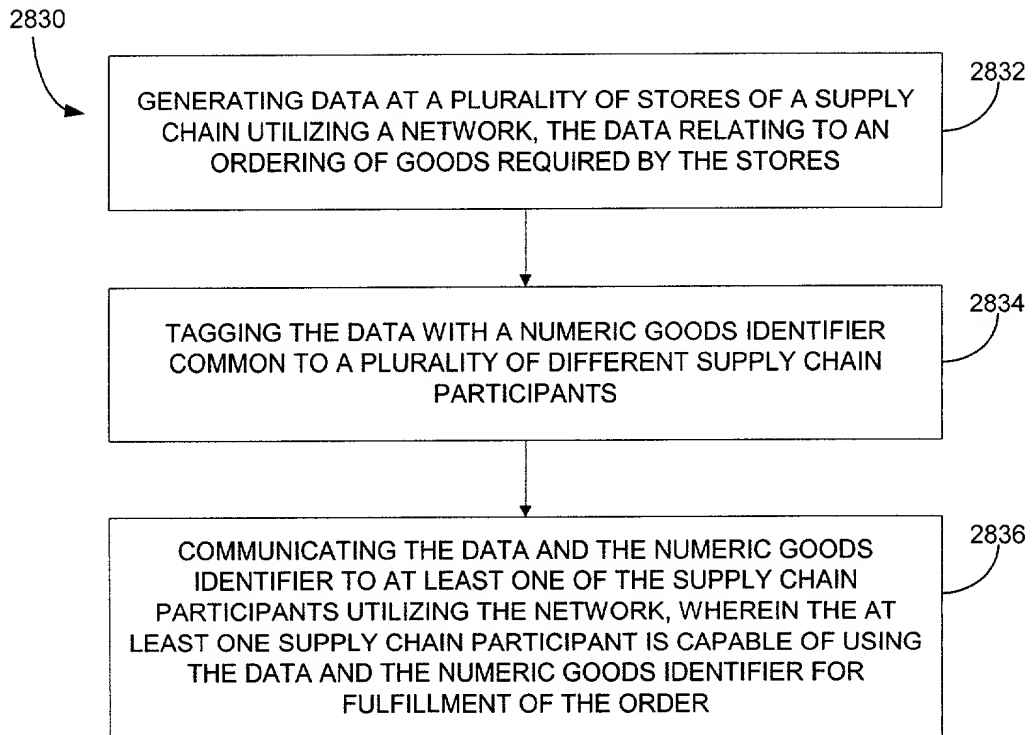 2830
2832
GENERATING DATA AT A PLURALITY OF STORES OF A SUPPLY
CHAIN UTILIZING A NETWORK, THE DATA RELATING TO AN
ORDERING OF GOODS REQUIRED BY THE STORES
2834
TAGGING THE DATA WITH A NUMERIC GOODS IDENTIFIER
COMMON TO A PLURALITY OF DIFFERENT SUPPLY CHAIN
PARTICIPANTS
2836
COMMUNICATING THE DATA AND THE NUMERIC GOODS
IDENTIFIER TO AT LEAST ONE OF THE SUPPLY CHAIN
PARTICIPANTS UTILIZING THE NETWORK, WHEREIN THE AT
LEAST ONE SUPPLY CHAIN PARTICIPANT IS CAPABLE OF USING
THE DATA AND THE NUMERIC GOODS IDENTIFIER FOR
FULFILLMENT OF THE ORDER